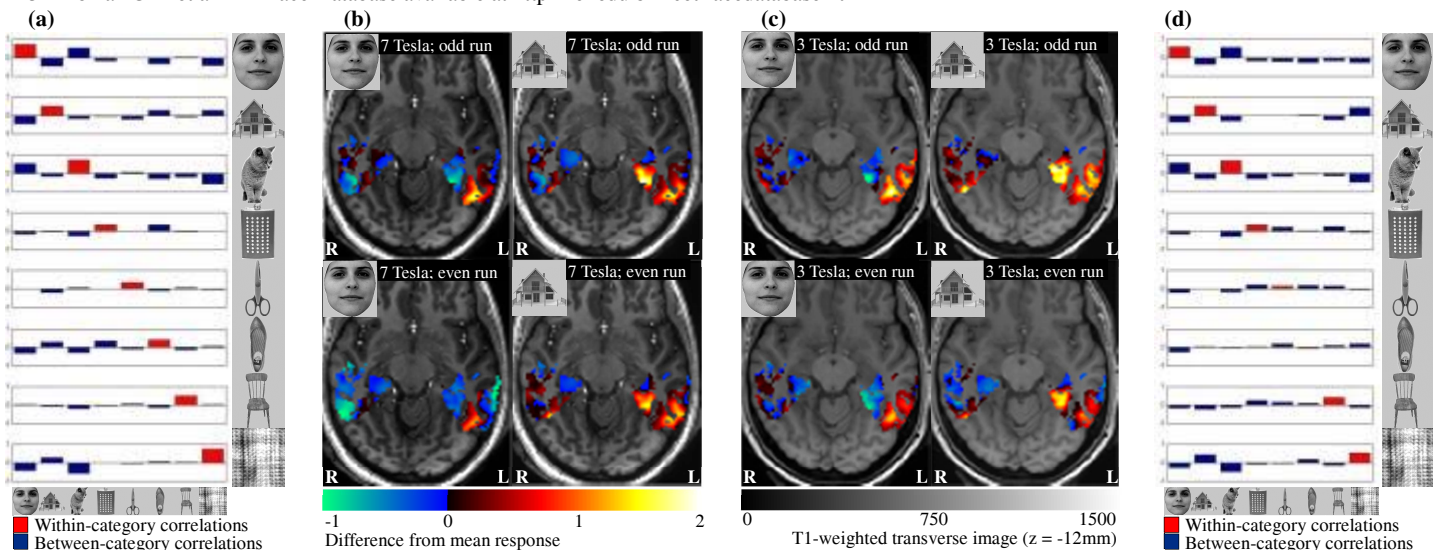 (a)
(b)
(c)
(d)
7 Tesla; odd run
7 Tesla; odd run
3 Tesla; odd run
3 Tesla; odd run
R
L
R
L
R
L
R
L
7 Tesla; even run
7 Tesla; even run
3 Tesla; even run
3 Tesla; even run
R
L
R
L
R
L
R
L
-1
0
1
2
Difference from mean response
0
750
1500
T1-weighted transverse image (z = -12mm)
Within-category correlations
Between-category correlations
Within-category correlations
Between-category correlations